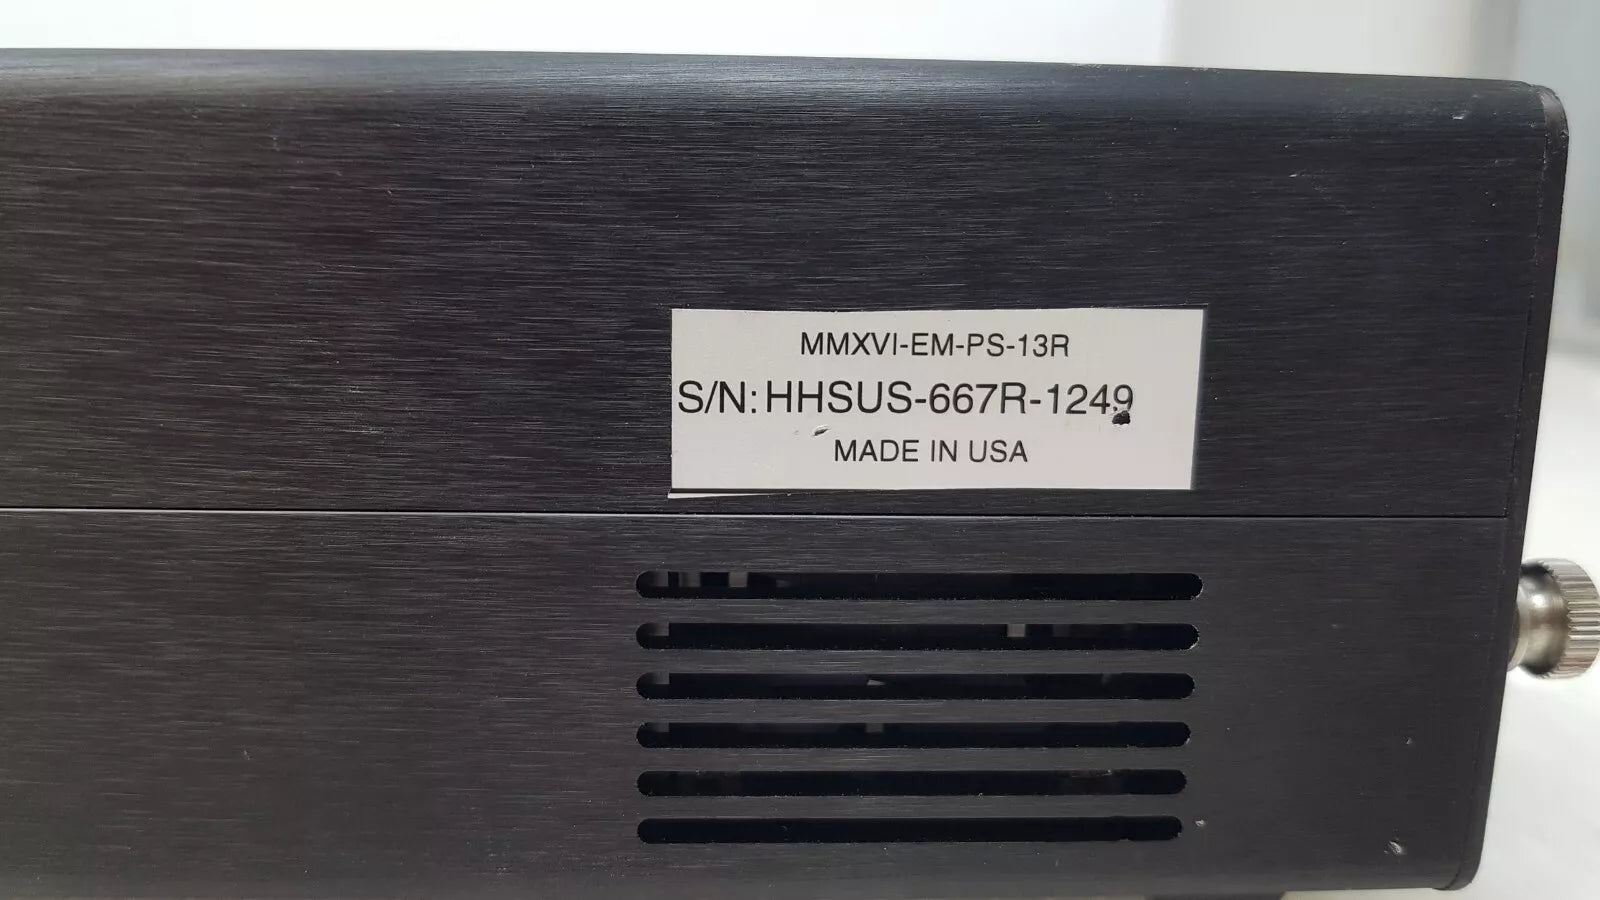 MMXVI-EM-PS-13R
S/N: HHSUS-667R-1249
MADE IN USA